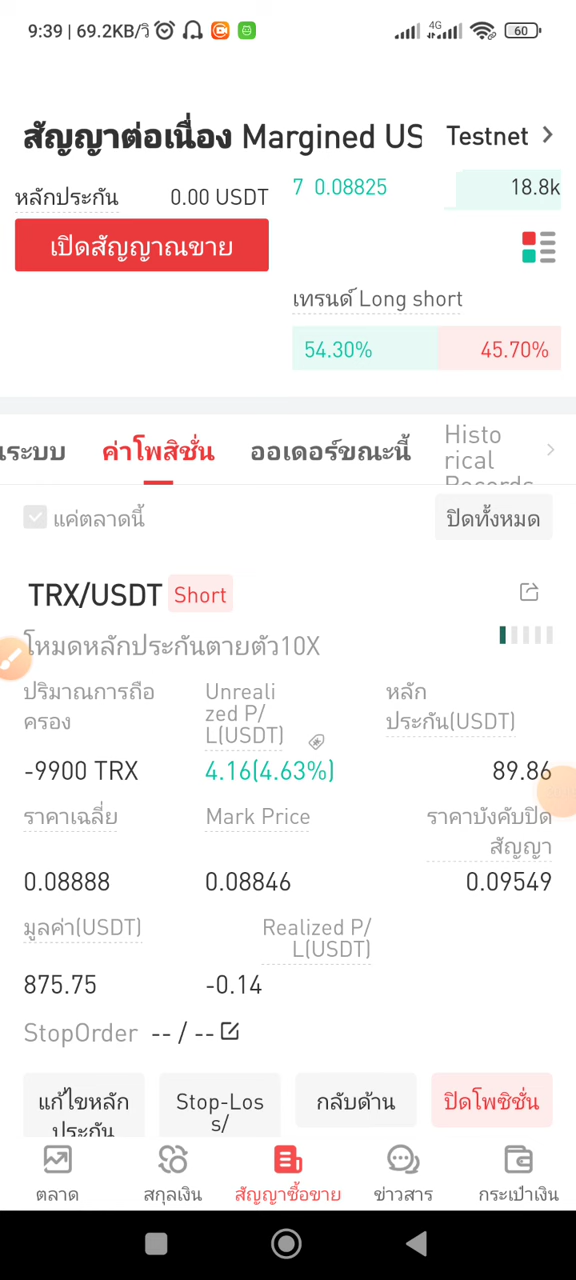 9:39 | 69.2KB/วิ
4G
60
สัญญาต่อเนื่อง Margined US
Testnet
หลักประกัน 0.00 USDT
7 0.08825 18.8k
เปิดสัญญาณขาย
เทรนด์ Long short
54.30% 45.70%
นระบบ ค่าโพสิชั่น ออเดอร์ขณะนี้
Histo
rical
Records
แค่ตลาดนี้ ปิดทั้งหมด
TRX/USDT Short
โหมดหลักประกันตายตัว10X
ปริมาณการถือ
ครอง
Unreali
zed P/
L(USDT)
หลัก
ประกัน(USDT)
-9900 TRX 4.16(4.63%) 89.86
ราคาเฉลี่ย Mark Price
ราคาบังคับปิด
สัญญา
0.08888 0.08846 0.09549
มูลค่า(USDT)
Realized P/
L(USDT)
875.75 -0.14
StopOrder -- / --
แก้ไขหลัก
ประกัน
Stop-Los
s/
กลับด้าน ปิดโพซิชั่น
ตลาด สกุลเงิน สัญญาซื้อขาย ข่าวสาร กระเป๋าเงิน